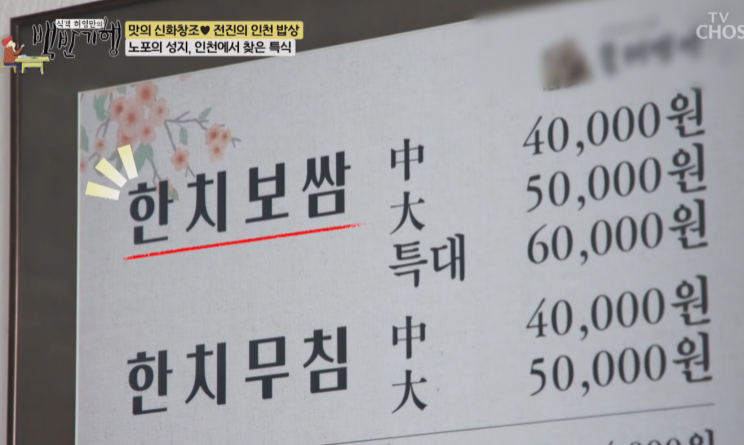 식객 허영만의
백반기행
맛의 신화창조♥ 전진의 인천 밥상
노포의 성지, 인천에서 찾은 특식
TV
CHOS
한치보쌈
中 40,000원
大 50,000원
특대 60,000원
한치무침
中 40,000원
大 50,000원